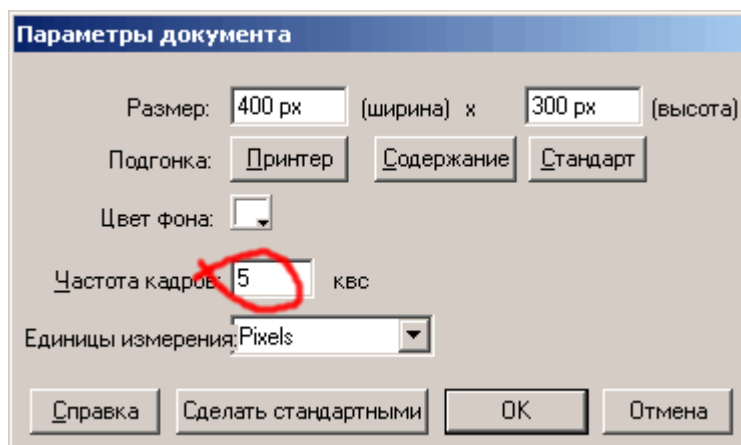 Параметры документа
Размер: 400 px (ширина) x 300 px (высота)
Подгонка: Принтер Содержание Стандарт
Цвет фона:
Частота кадров: 5 квс
Единицы измерения: Pixels
Справка Сделать стандартными OK Отмена